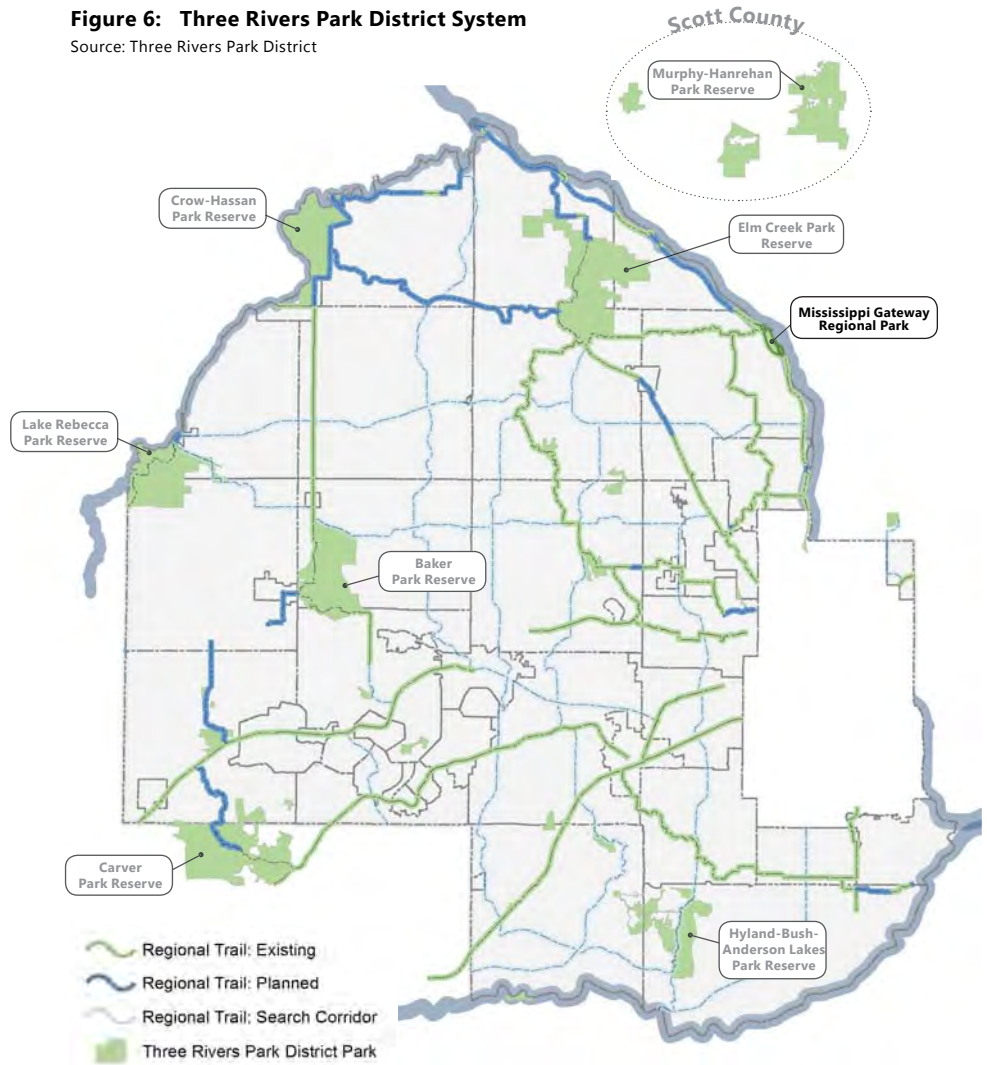 Figure 6: Three Rivers Park District System
Source: Three Rivers Park District
Scott County
Murphy-Hanrehan
Park Reserve
Crow-Hassan
Park Reserve
Elm Creek Park
Reserve
Mississippi Gateway
Regional Park
Lake Rebecca
Park Reserve
Baker
Park Reserve
Carver
Park Reserve
Hyland-Bush-
Anderson Lakes
Park Reserve
Regional Trail: Existing
Regional Trail: Planned
Regional Trail: Search Corridor
Three Rivers Park District Park